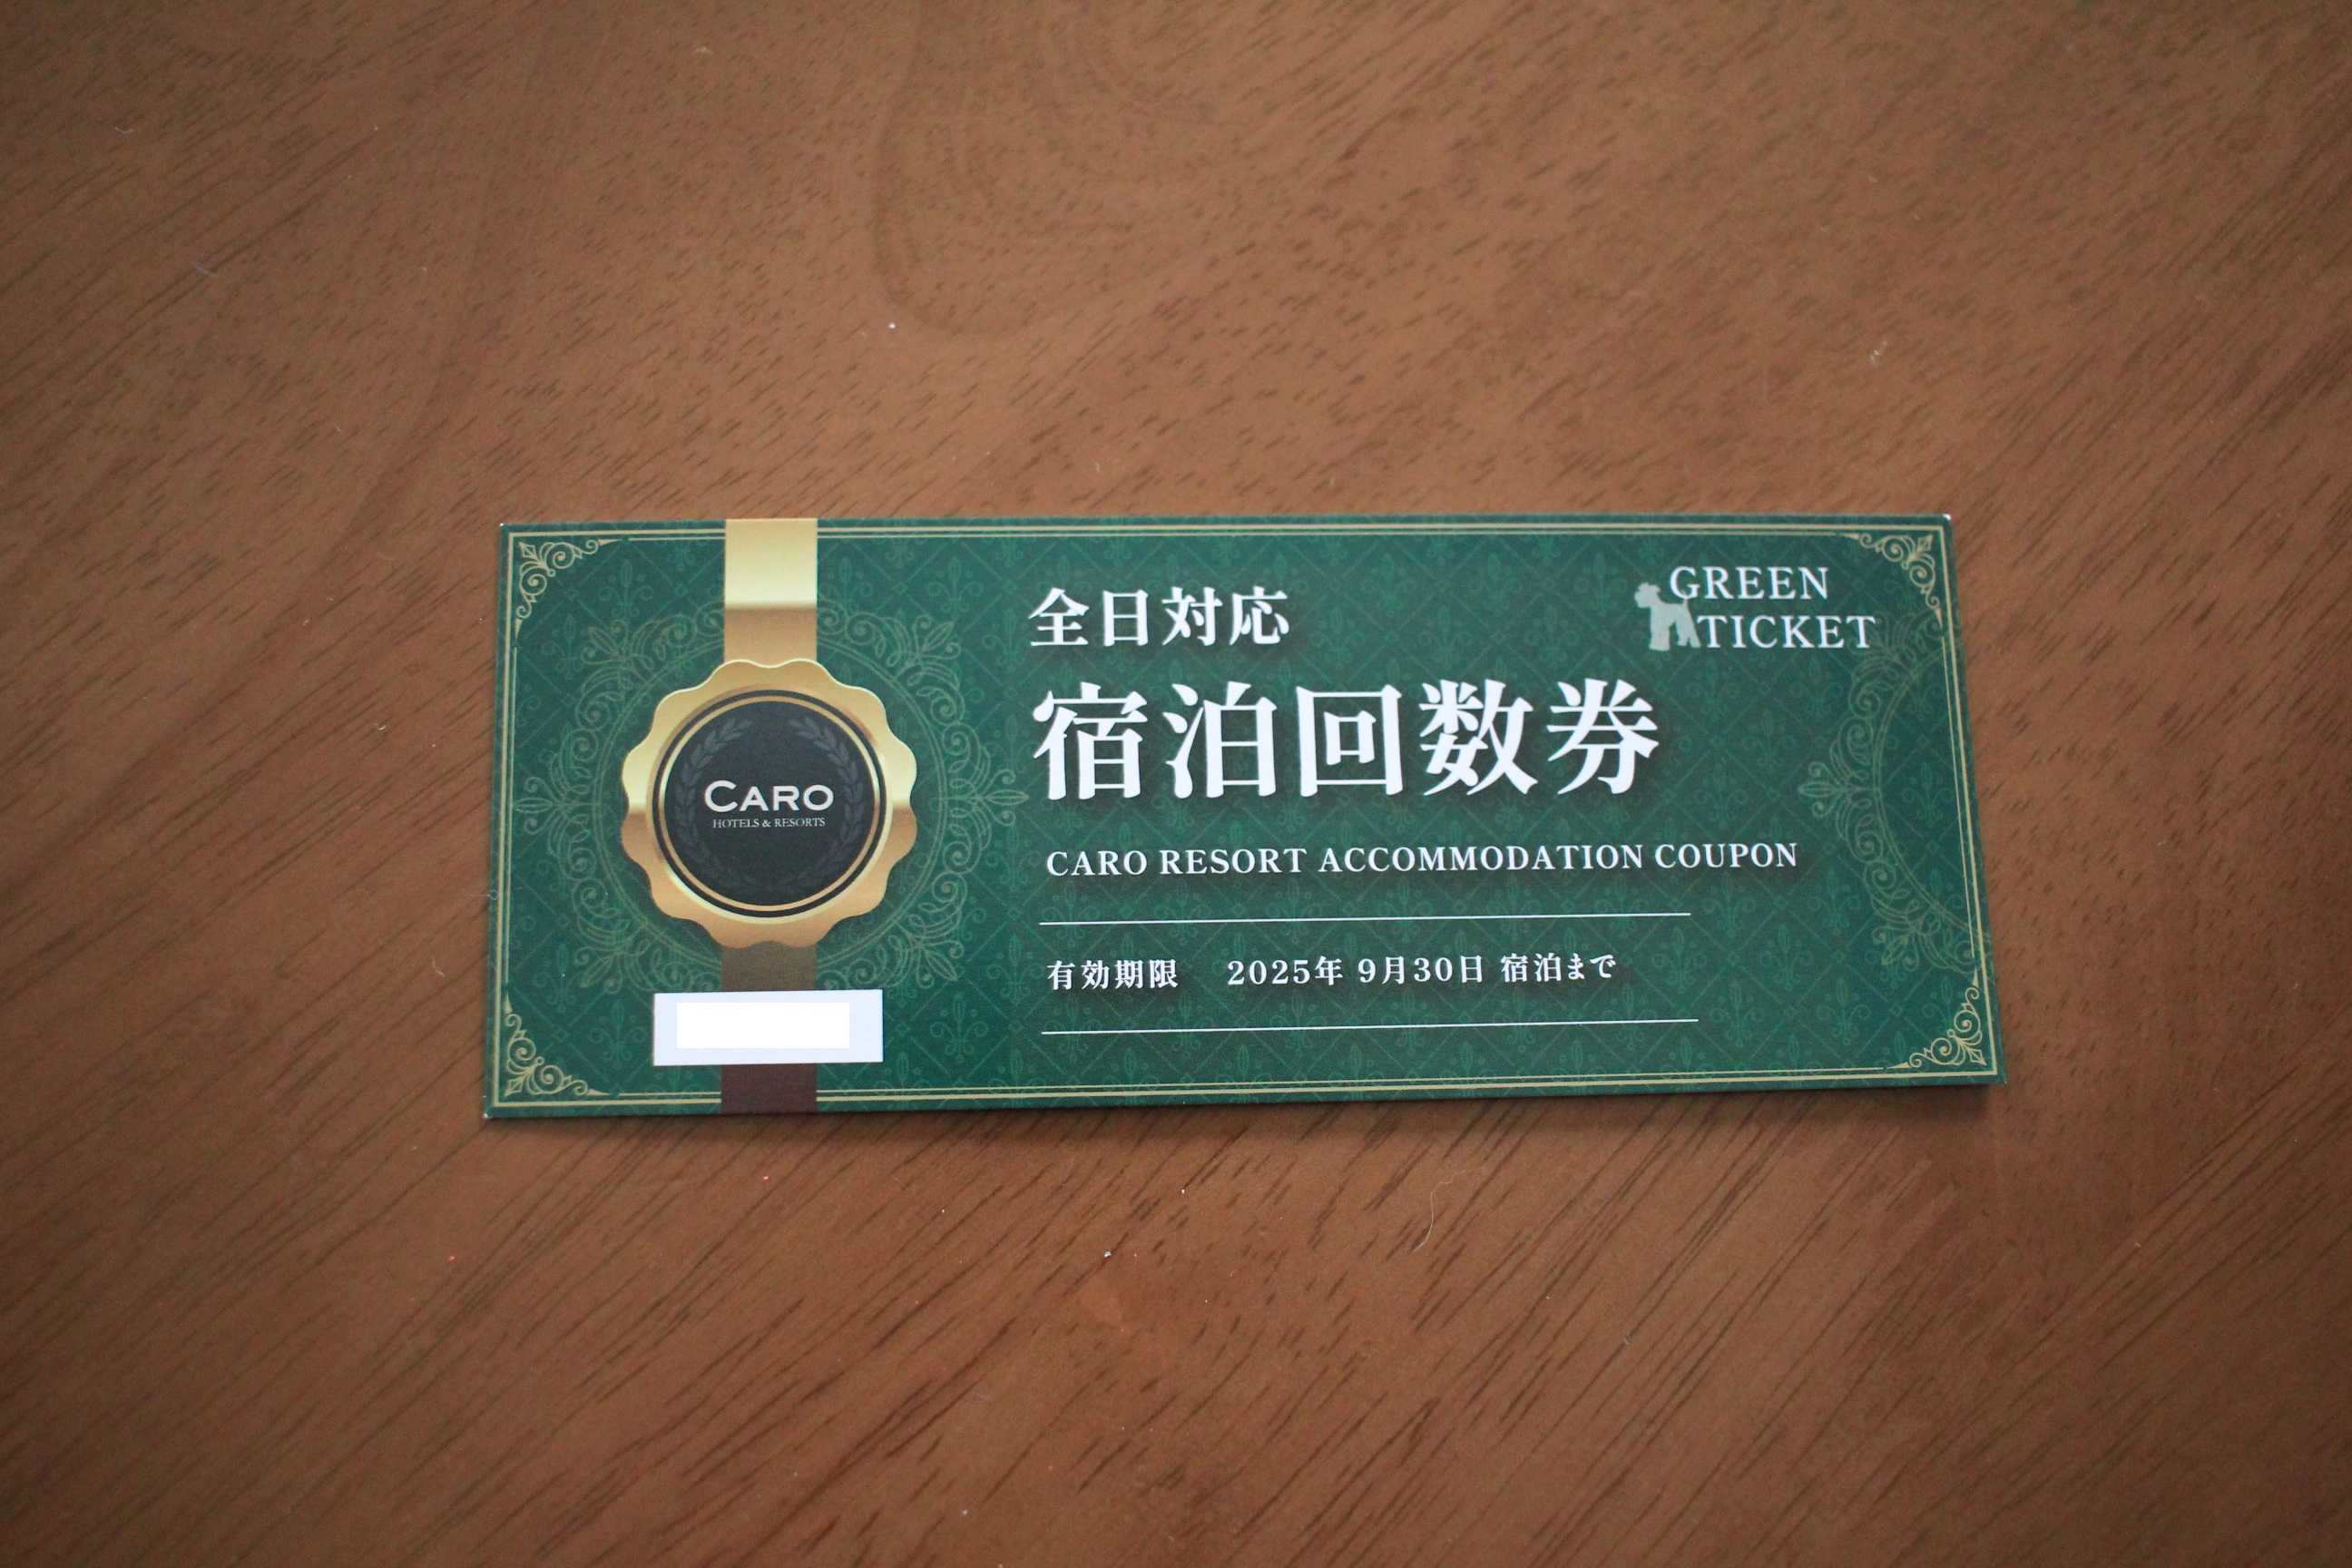 GREEN
TICKET
全日対応
宿泊回数券
CARO
HOTELS & RESORTS
CARO RESORT ACCOMMODATION COUPON
有効期限 2025年 9月30日 宿泊まで